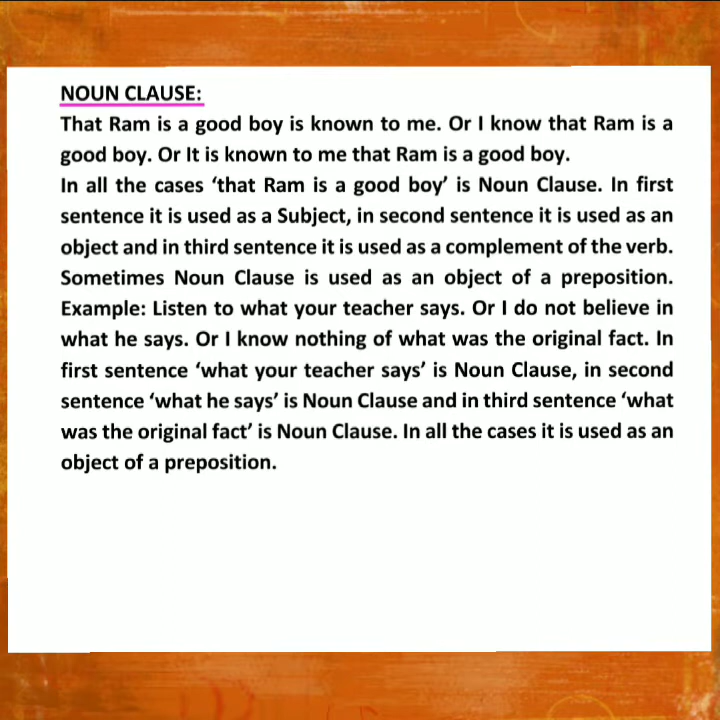 NOUN CLAUSE:
That Ram is a good boy is known to me. Or I know that Ram is a
good boy. Or It is known to me that Ram is a good boy.
In all the cases ‘that Ram is a good boy’ is Noun Clause. In first
sentence it is used as a Subject, in second sentence it is used as an
object and in third sentence it is used as a complement of the verb.
Sometimes Noun Clause is used as an object of a preposition.
Example: Listen to what your teacher says. Or I do not believe in
what he says. Or I know nothing of what was the original fact. In
first sentence ‘what your teacher says’ is Noun Clause, in second
sentence ‘what he says’ is Noun Clause and in third sentence ‘what
was the original fact’ is Noun Clause. In all the cases it is used as an
object of a preposition.